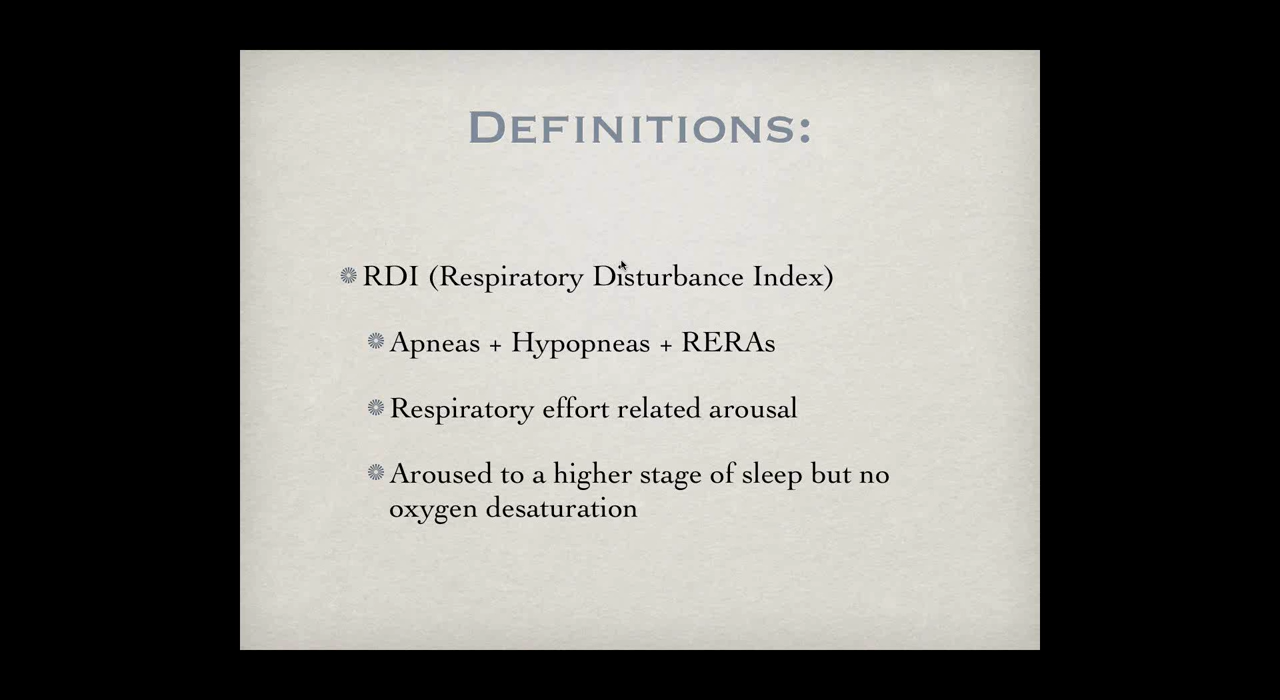 Definitions:
RDI (Respiratory Disturbance Index)
Apneas + Hypopneas + RERAs
Respiratory effort related arousal
Aroused to a higher stage of sleep but no
oxygen desaturation